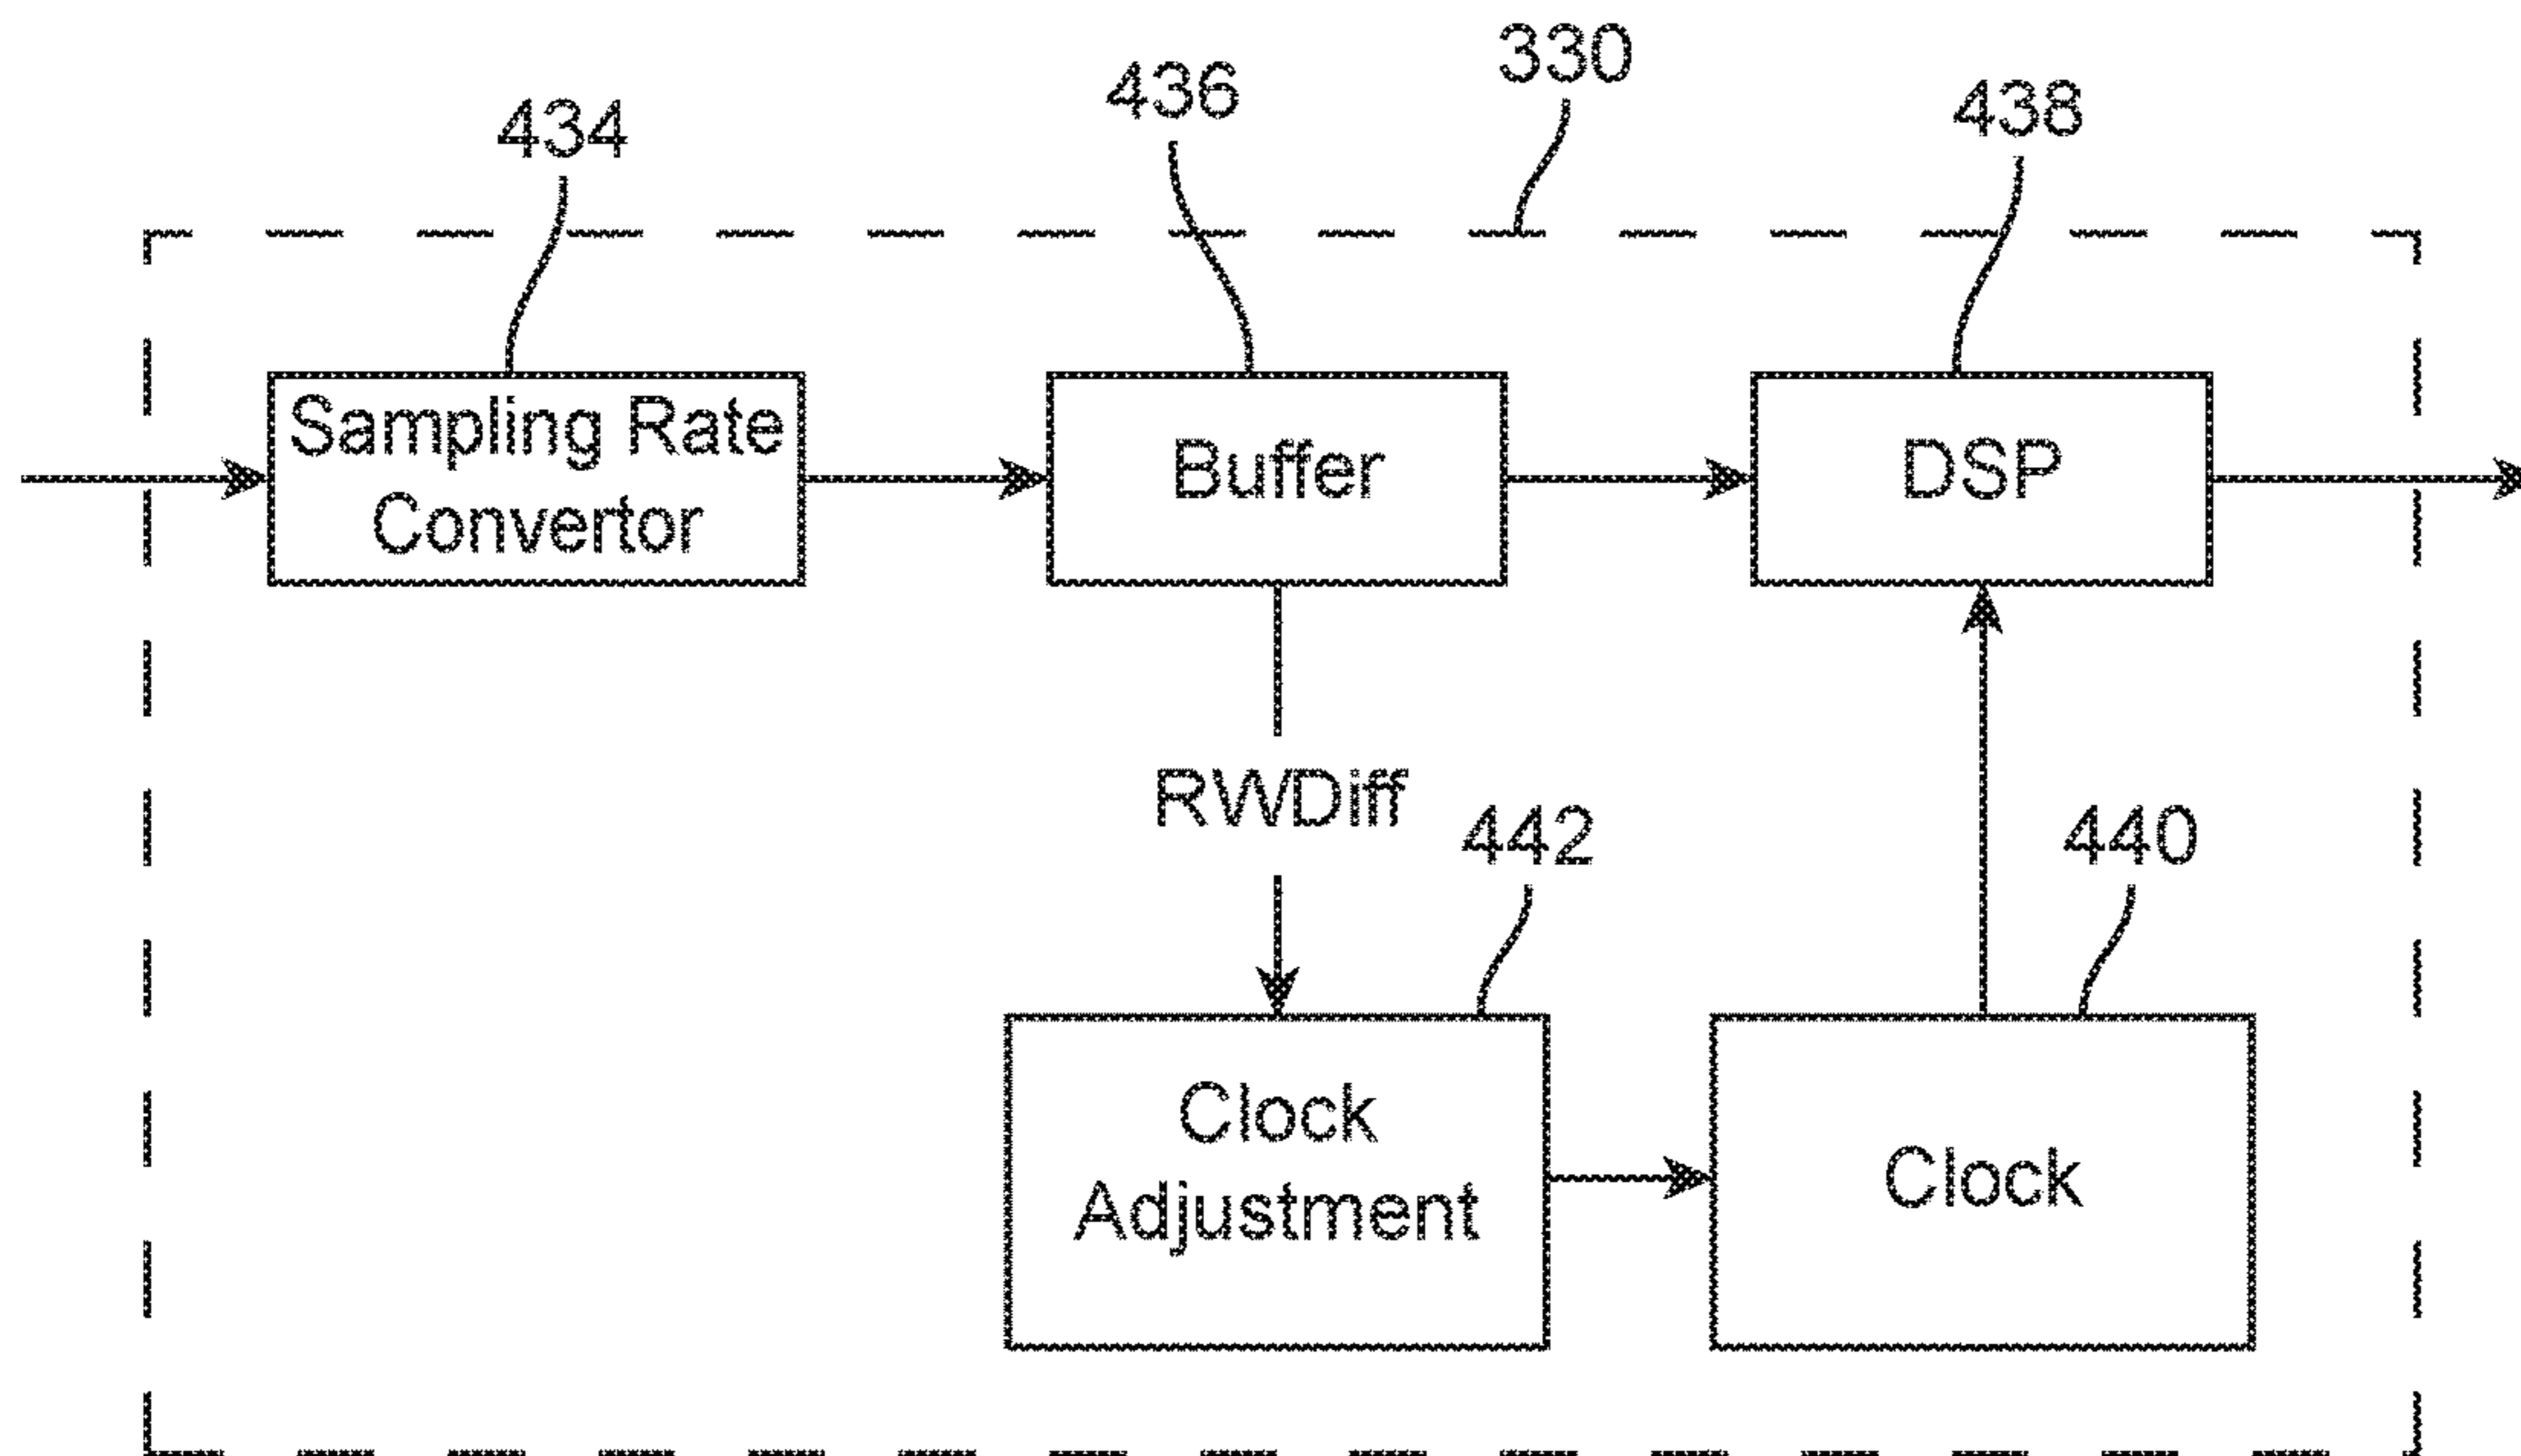 330
436
438
434
Sampling Rate
Convertor
Buffer
DSP
RWDiff
442
440
Clock
Adjustment
Clock